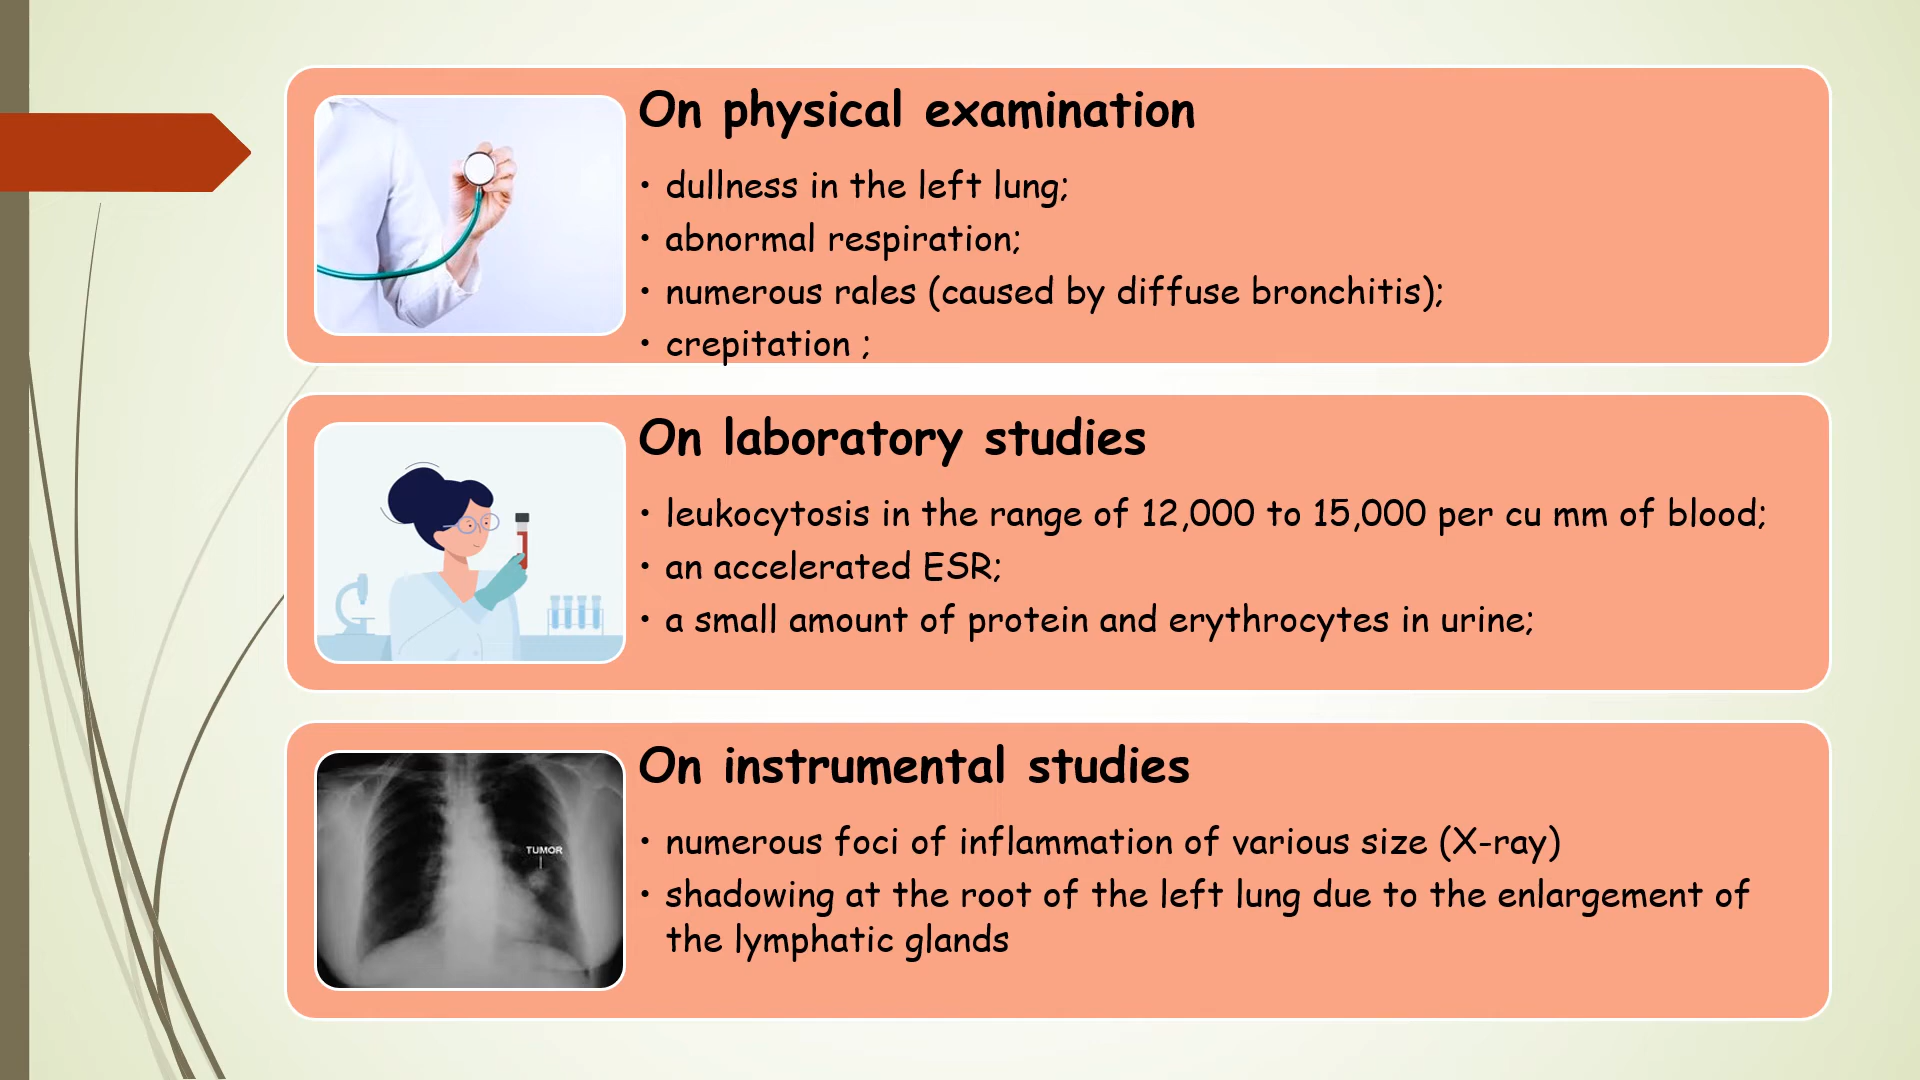 On physical examination
• dullness in the left lung;
• abnormal respiration;
• numerous rales (caused by diffuse bronchitis);
• crepitation ;
On laboratory studies
• leukocytosis in the range of 12,000 to 15,000 per cu mm of blood;
• an accelerated ESR;
• a small amount of protein and erythrocytes in urine;
TUMOR
On instrumental studies
• numerous foci of inflammation of various size (X-ray)
• shadowing at the root of the left lung due to the enlargement of
the lymphatic glands